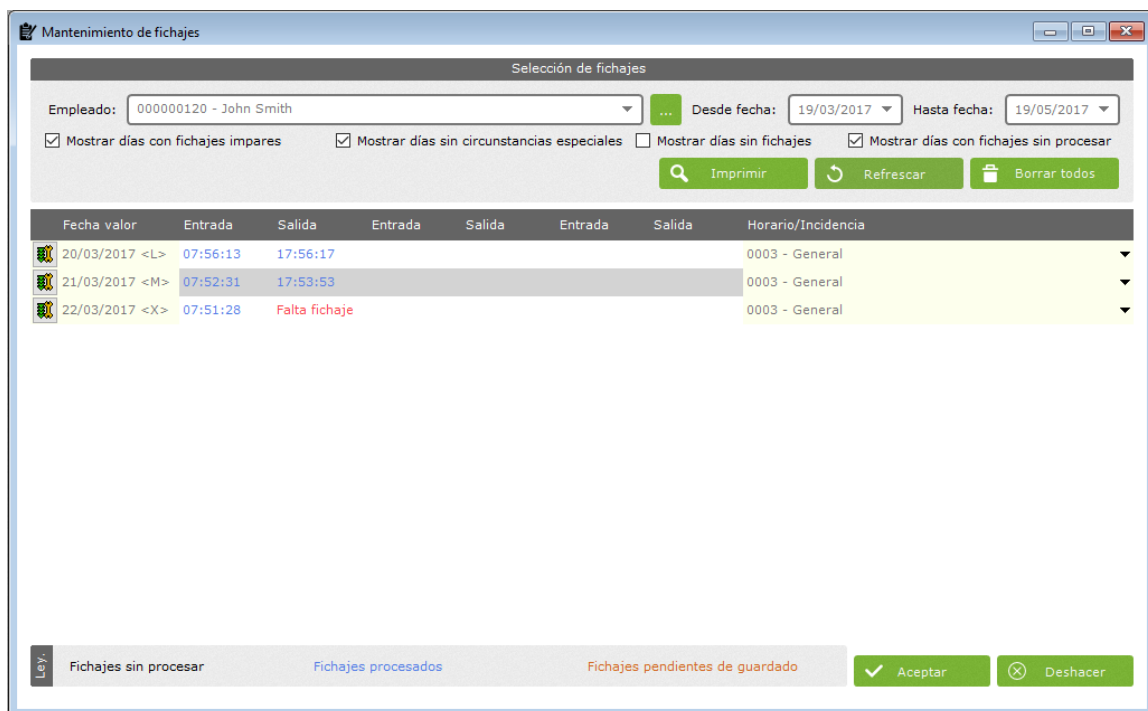 Mantenimiento de fichajes
Selección de fichajes
Empleado: 000000120 - John Smith ... Desde fecha: 19/03/2017 Hasta fecha: 19/05/2017
Mostrar días con fichajes impares Mostrar días sin circunstancias especiales Mostrar días sin fichajes Mostrar días con fichajes sin procesar
Imprimir Refrescar Borrar todos
Fecha valor Entrada Salida Entrada Salida Entrada Salida Horario/Incidencia
20/03/2017 <L> 07:56:13 17:56:17 0003 - General
21/03/2017 <M> 07:52:31 17:53:53 0003 - General
22/03/2017 <X> 07:51:28 Falta fichaje 0003 - General
Ley. Fichajes sin procesar Fichajes procesados Fichajes pendientes de guardado Aceptar Deshacer